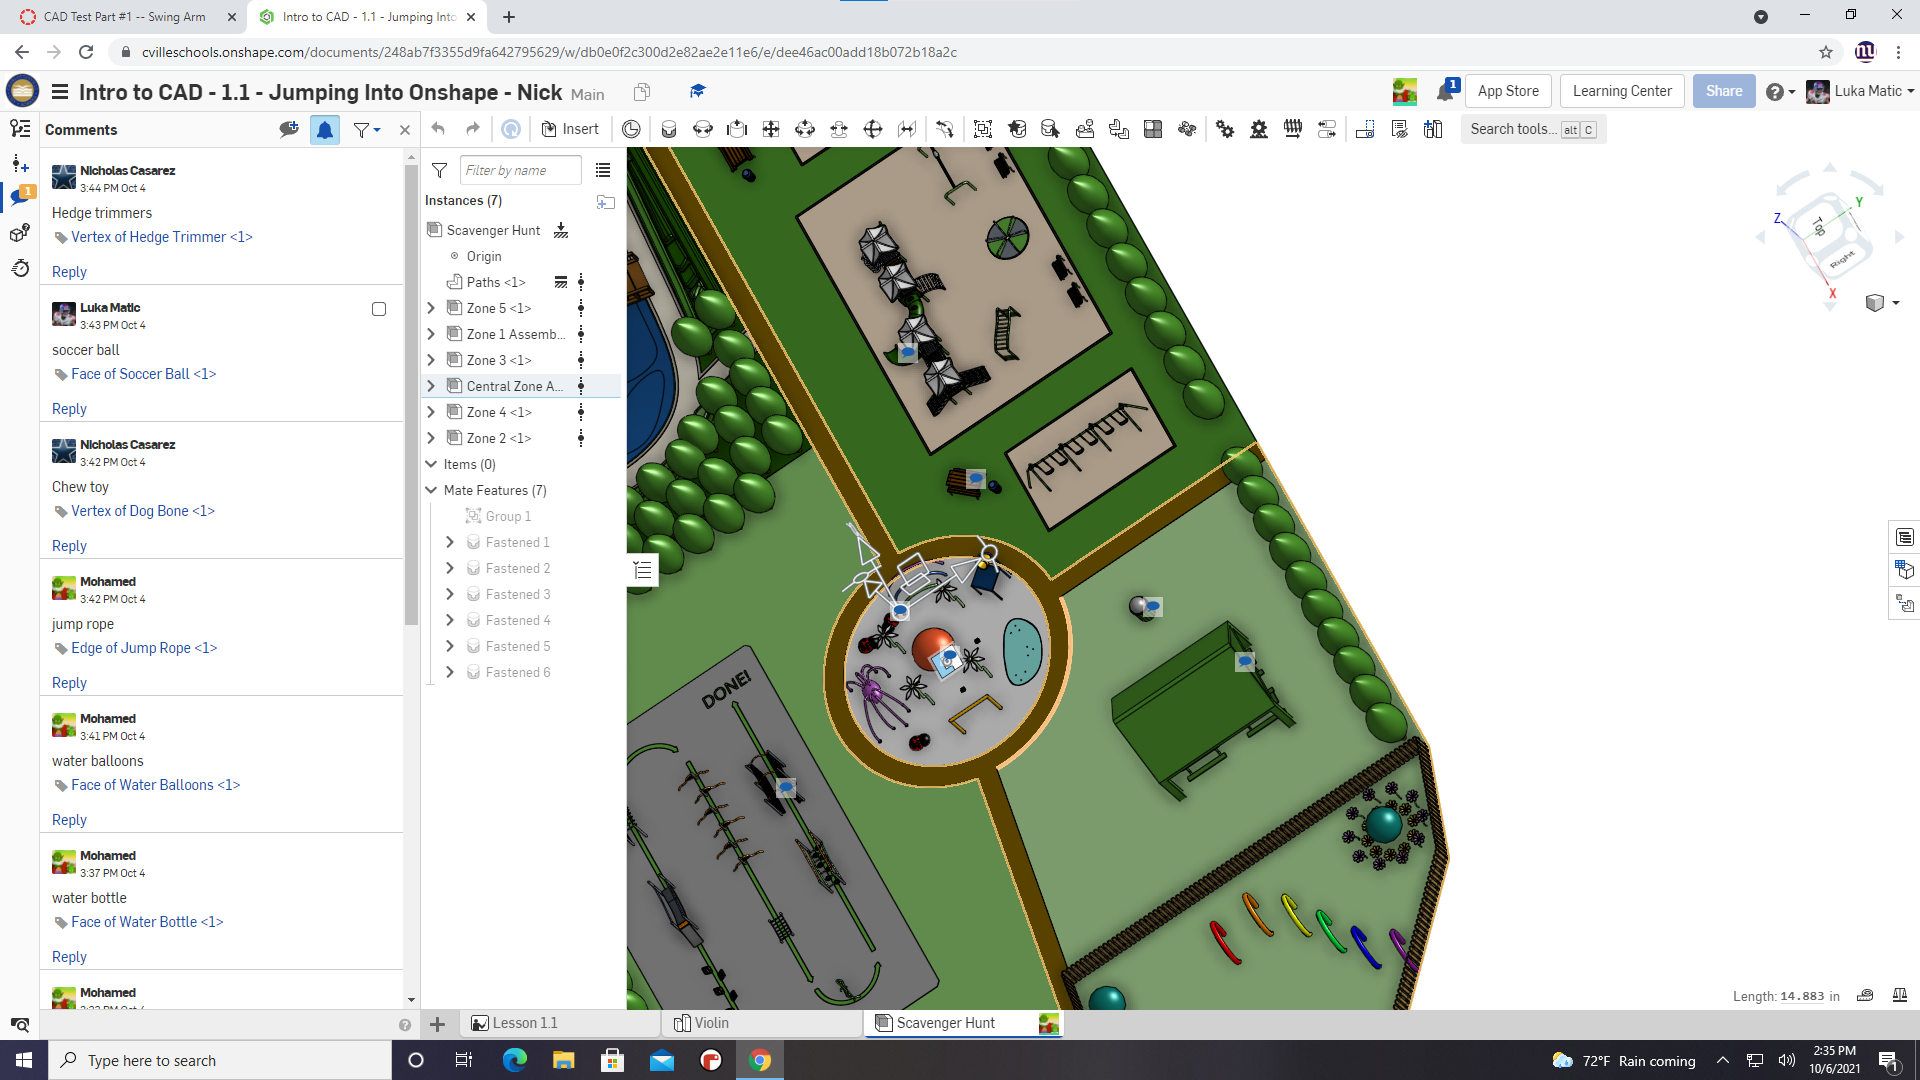 CAD Test Part #1 -- Swing Arm
Intro to CAD - 1.1 - Jumping Into
cvilleschools.onshape.com/documents/248ab7f3355d9fa642795629/w/db0e0f2c300d2e82ae2e11e6/e/dee46ac00add18b072b18a2c
Intro to CAD - 1.1 - Jumping Into Onshape - Nick Main
1
App Store
Learning Center
Share
Luka Matic
Comments
Insert
Search tools... alt C
1
Nicholas Casarez
3:44 PM Oct 4
Hedge trimmers
Vertex of Hedge Trimmer <1>
Reply
Luka Matic
3:43 PM Oct 4
soccer ball
Face of Soccer Ball <1>
Reply
Nicholas Casarez
3:42 PM Oct 4
Chew toy
Vertex of Dog Bone <1>
Reply
Mohamed
3:42 PM Oct 4
jump rope
Edge of Jump Rope <1>
Reply
Mohamed
3:41 PM Oct 4
water balloons
Face of Water Balloons <1>
Reply
Mohamed
3:37 PM Oct 4
water bottle
Face of Water Bottle <1>
Reply
Mohamed
Filter by name
Instances (7)
Scavenger Hunt
Origin
Paths <1>
Zone 5 <1>
Zone 1 Assemb...
Zone 3 <1>
Central Zone A...
Zone 4 <1>
Zone 2 <1>
Items (0)
Mate Features (7)
Group 1
Fastened 1
Fastened 2
Fastened 3
Fastened 4
Fastened 5
Fastened 6
DONE!
Z
Y
X
Top
Right
Length: 14.883 in
Lesson 1.1
Violin
Scavenger Hunt
Type here to search
72°F Rain coming
2:35 PM
10/6/2021
1